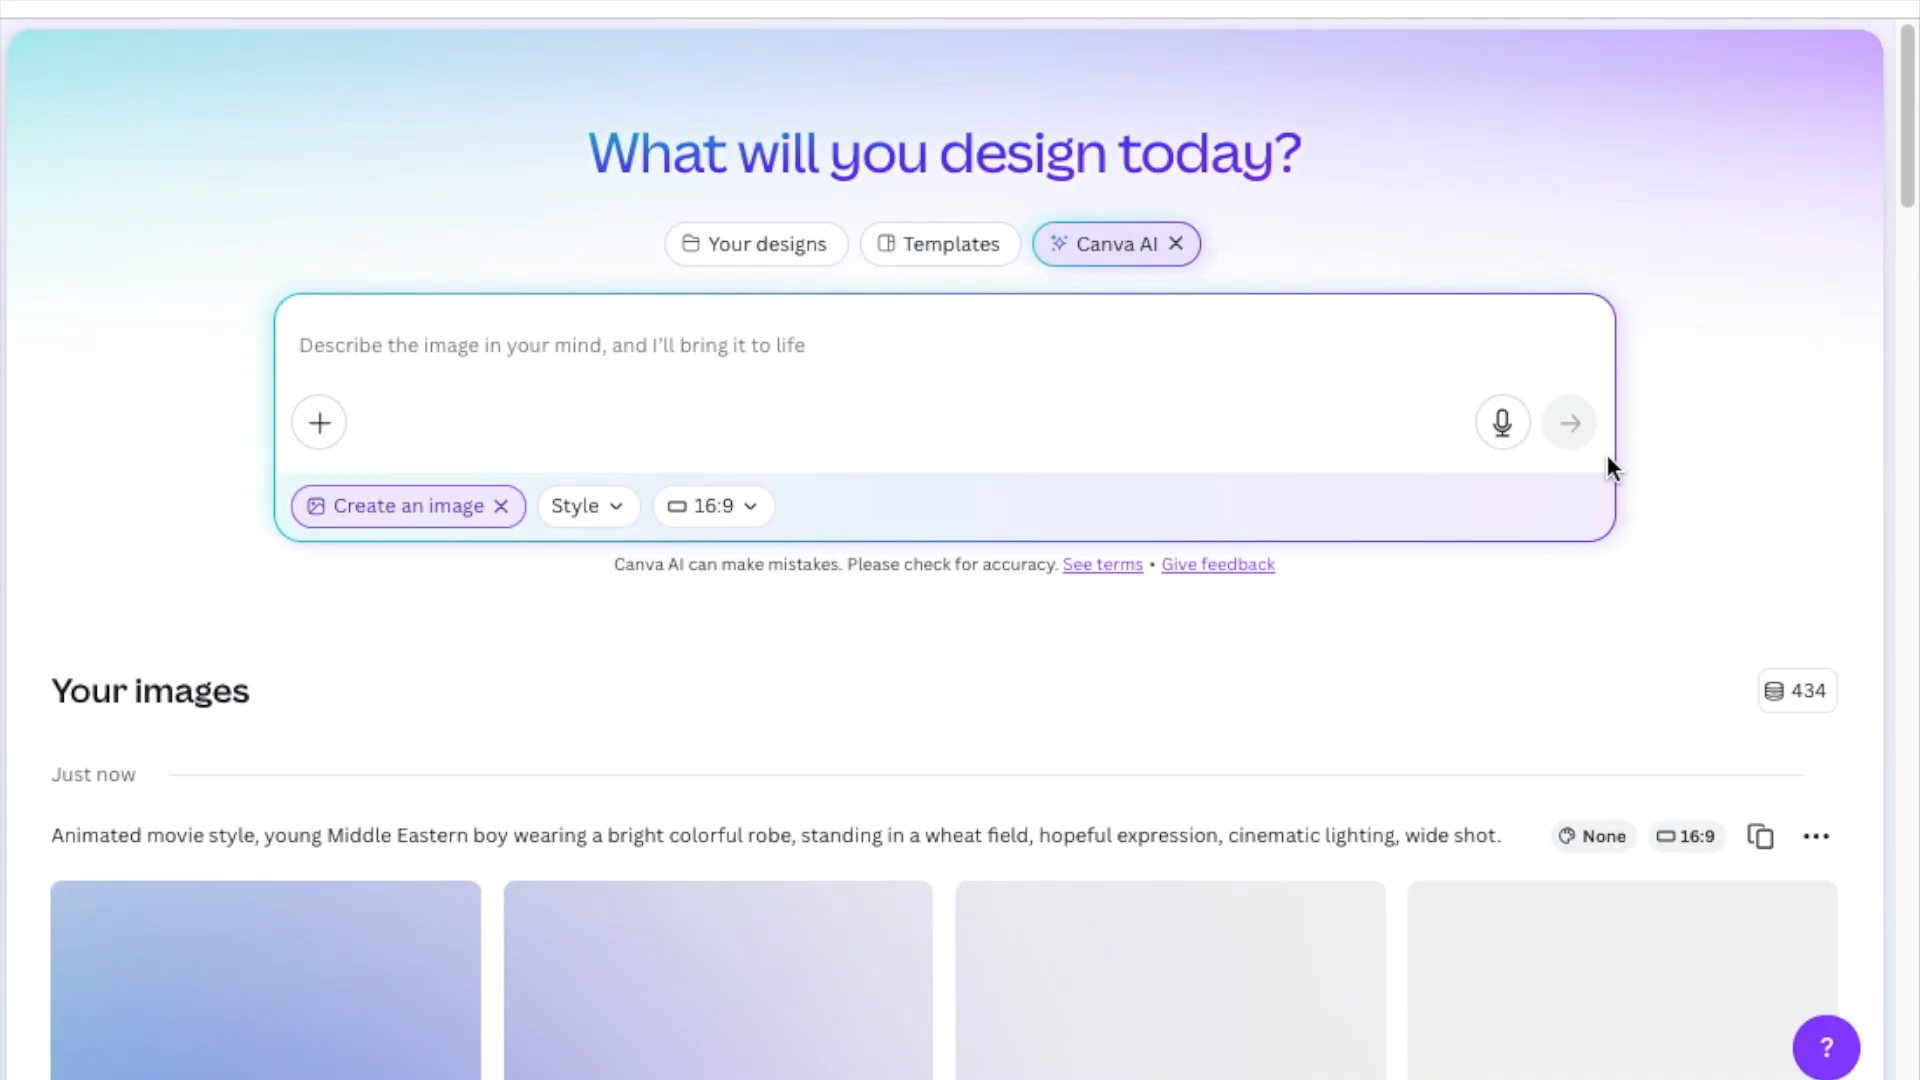 What will you design today?
Your designs
Templates
Canva AI
Describe the image in your mind, and I'll bring it to life
Create an image
Style
16:9
Canva AI can make mistakes. Please check for accuracy. See terms • Give feedback
Your images
434
Just now
Animated movie style, young Middle Eastern boy wearing a bright colorful robe, standing in a wheat field, hopeful expression, cinematic lighting, wide shot.
None
16:9
?